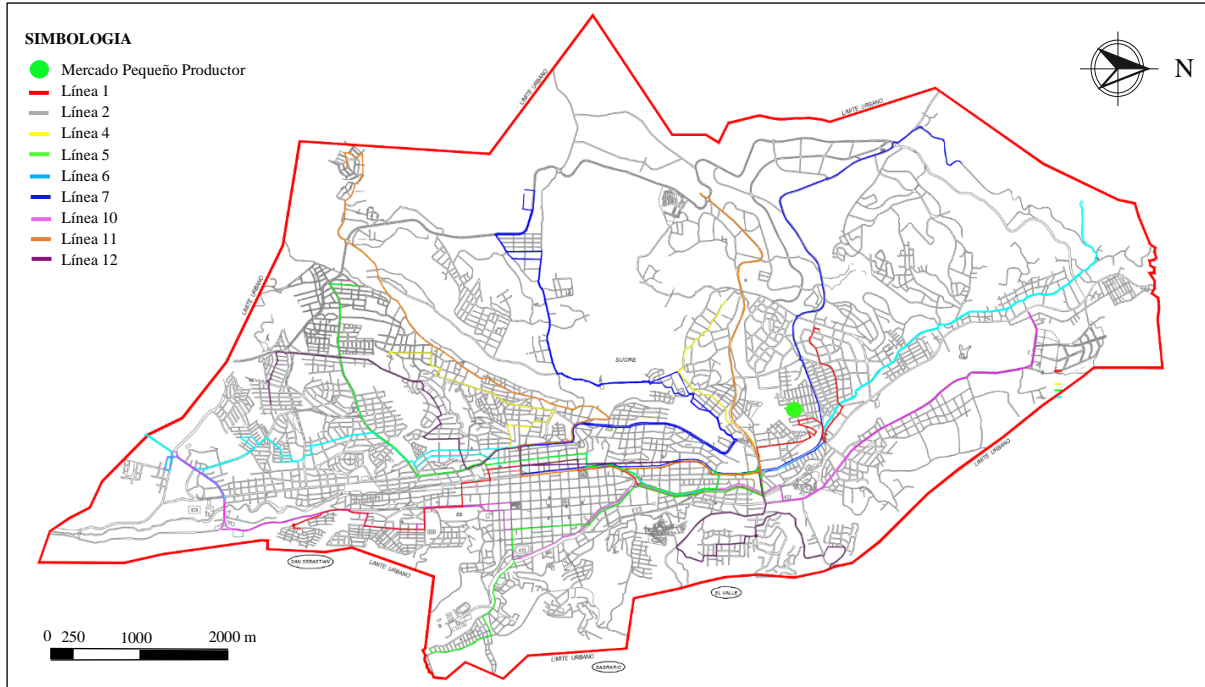 SIMBOLOGIA
Mercado Pequeño Productor
Línea 1
Línea 2
Línea 4
Línea 5
Línea 6
Línea 7
Línea 10
Línea 11
Línea 12
N
LIMITE URBANO
LIMITE URBANO
LIMITE URBANO
SUCRE
LIMITE URBANO
SAN SEBASTIAN
LIMITE URBANO
EL VALLE
LIMITE URBANO
SAGRARIO
0 250 1000 2000 m